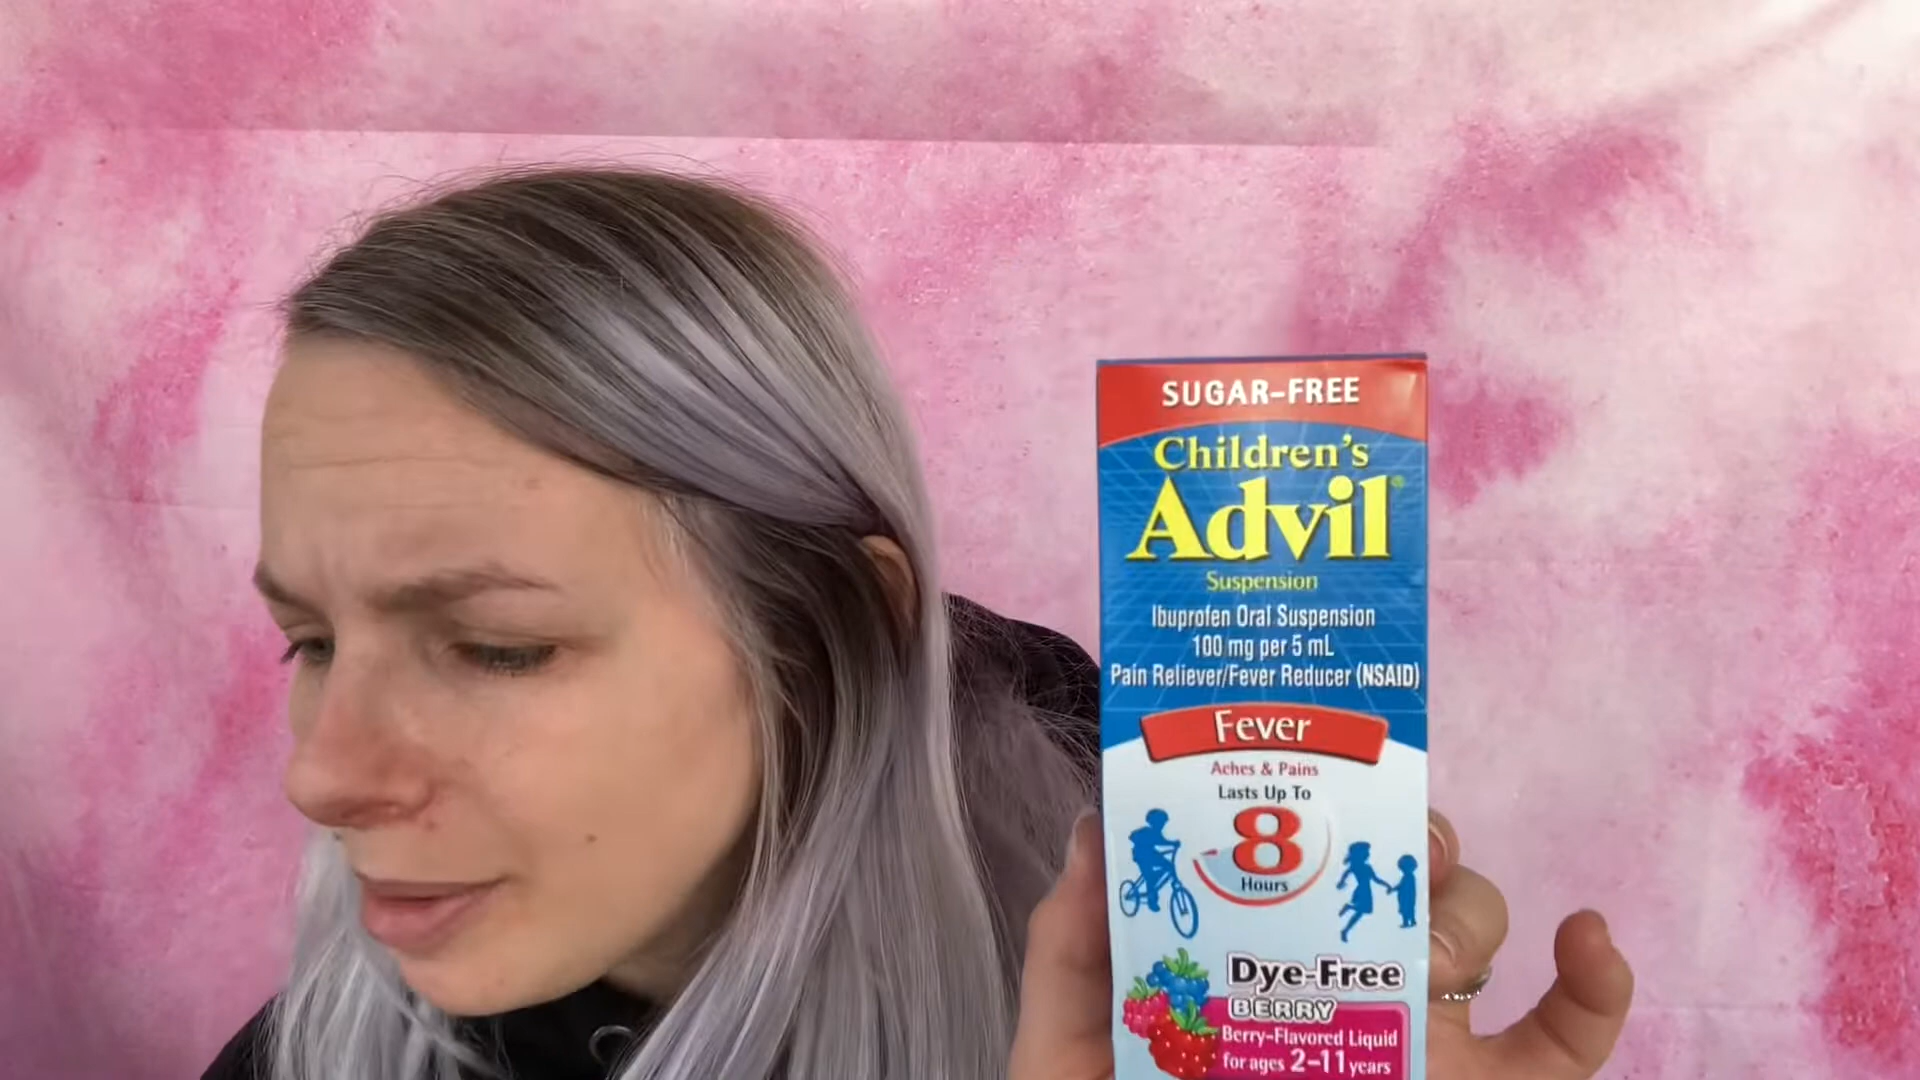 SUGAR-FREE
Children's
Advil®
Suspension
Ibuprofen Oral Suspension
100 mg per 5 mL
Pain Reliever/Fever Reducer (NSAID)
Fever
Aches & Pains
Lasts Up To
8
Hours
Dye-Free
BERRY
Berry-Flavored Liquid
for ages 2-11 years